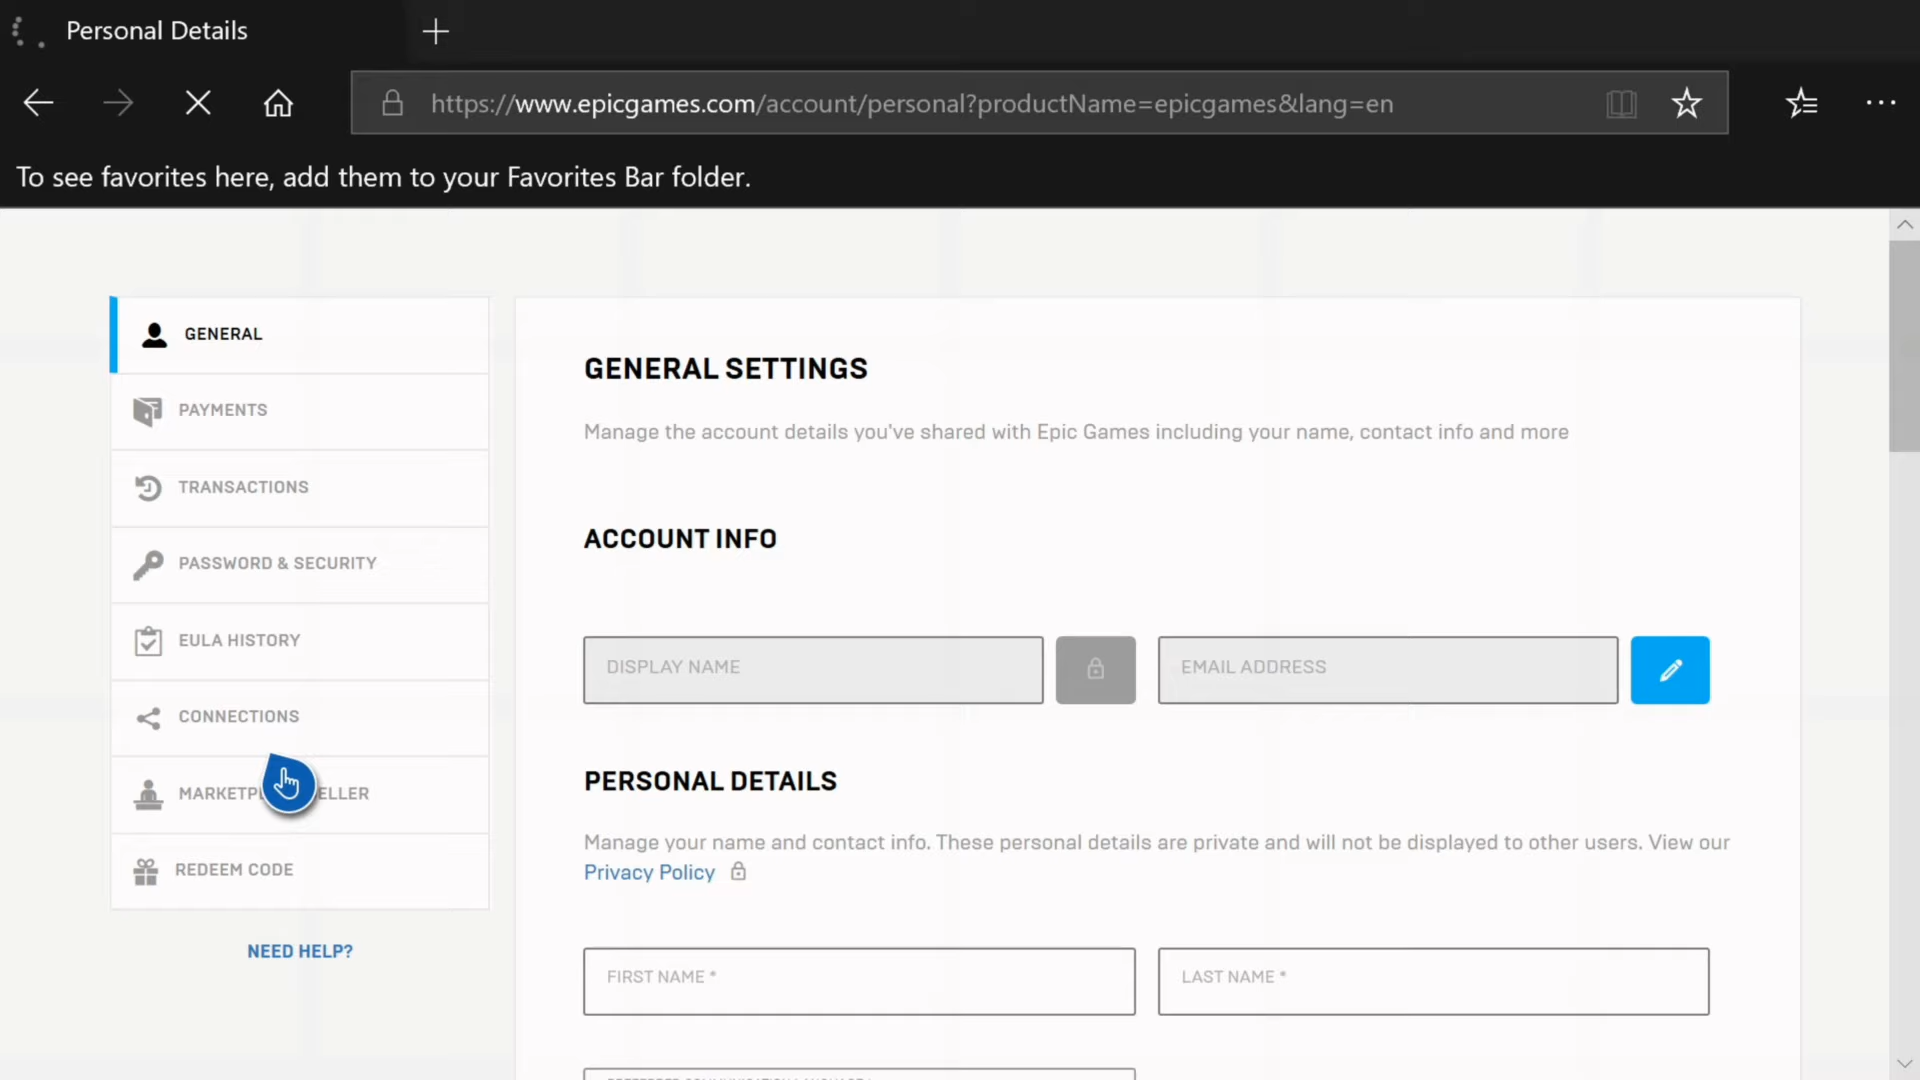 Personal Details
https://www.epicgames.com/account/personal?productName=epicgames&lang=en
To see favorites here, add them to your Favorites Bar folder.
GENERAL
PAYMENTS
TRANSACTIONS
PASSWORD & SECURITY
EULA HISTORY
CONNECTIONS
REDEEM CODE
NEED HELP?
GENERAL SETTINGS
Manage the account details you've shared with Epic Games including your name, contact info and more
ACCOUNT INFO
DISPLAY NAME
EMAIL ADDRESS
PERSONAL DETAILS
Manage your name and contact info. These personal details are private and will not be displayed to other users. View our
Privacy Policy
FIRST NAME *
LAST NAME *